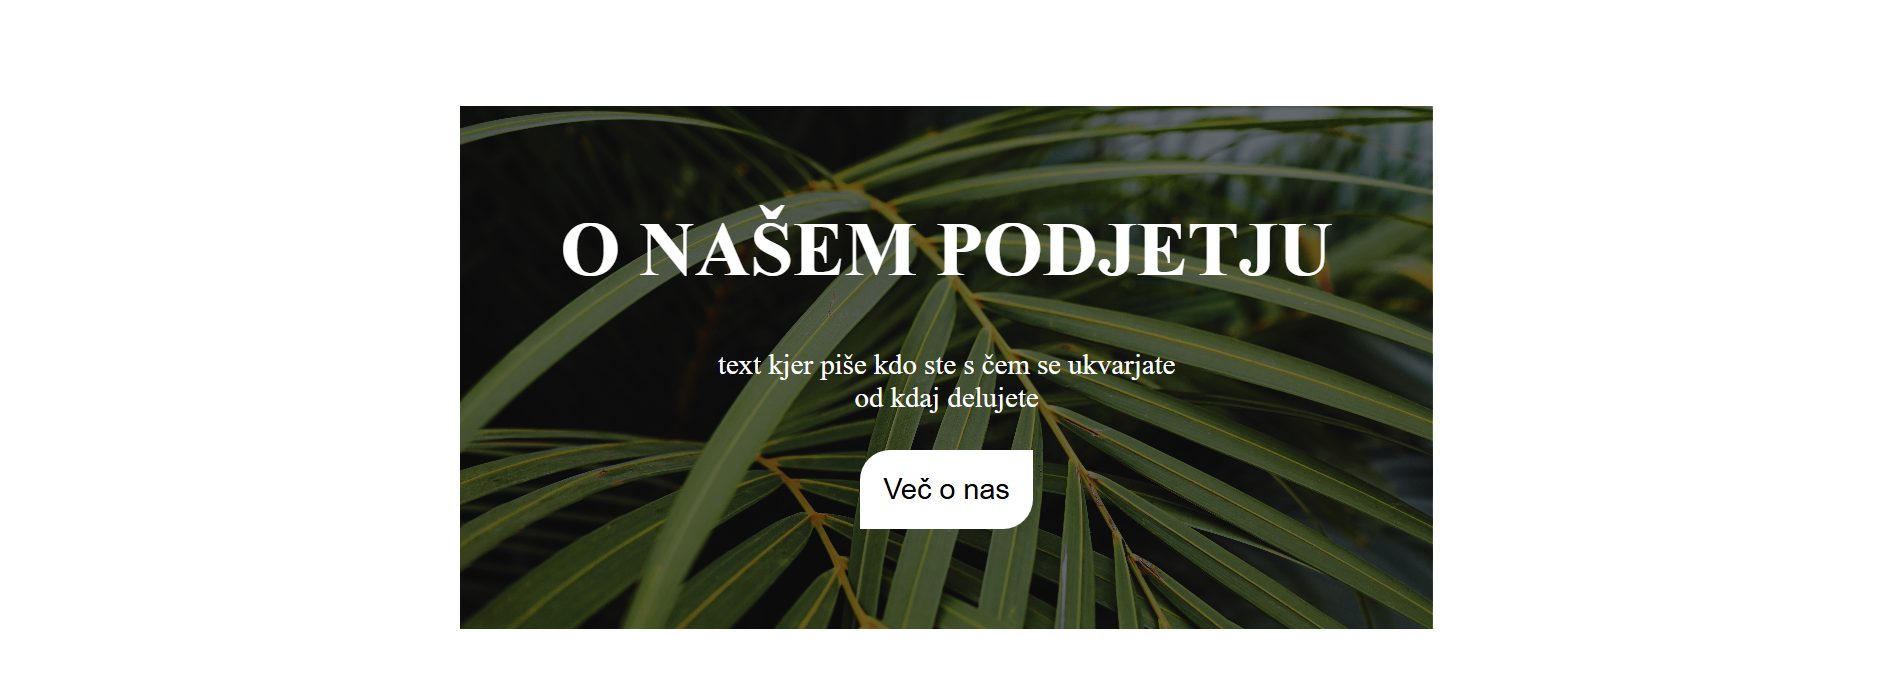 O NAŠEM PODJETJU
text kjer piše kdo ste s čem se ukvarjate
od kdaj delujete
Več o nas